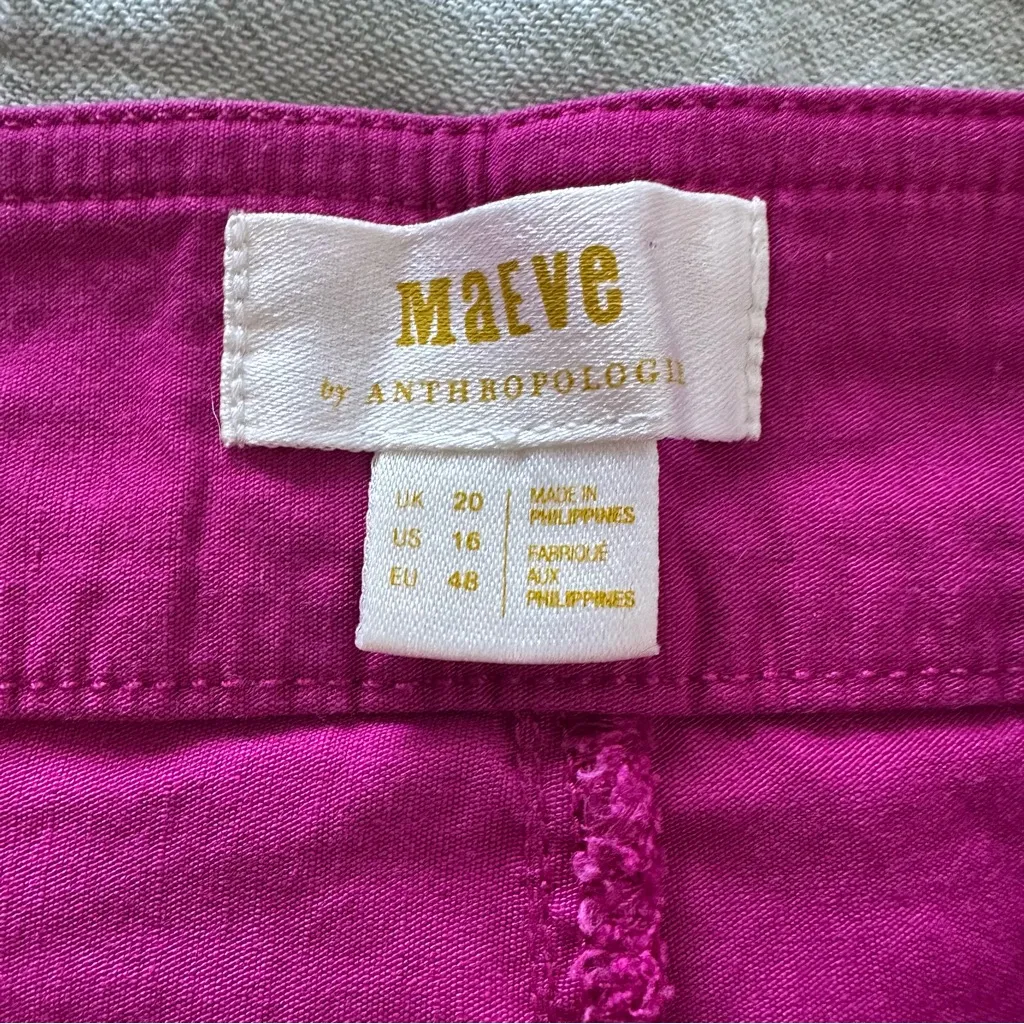 MaEVe
by ANTHROPOLOGIE
UK 20
US 16
EU 48
MADE IN
PHILIPPINES
FABRIQUÉ
AUX
PHILIPPINES